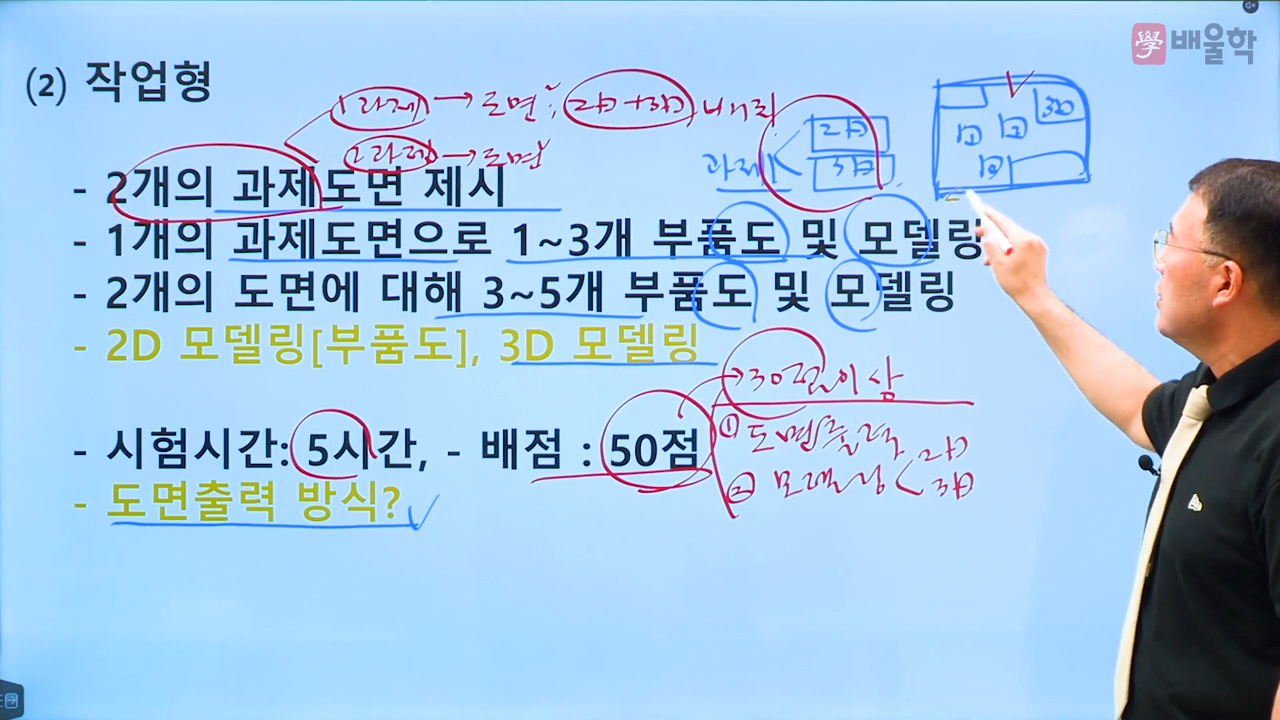 學 배울학
(2) 작업형
1과제 → 도면: 2D+3D, 배치
2과제 → 도면
과제 < 2D
3D
3D
- 2개의 과제도면 제시
- 1개의 과제도면으로 1~3개 부품도 및 모델링
- 2개의 도면에 대해 3~5개 부품도 및 모델링
- 2D 모델링[부품도], 3D 모델링
→ 30점 이상
- 시험시간: 5시간, - 배점 : 50점
① 도면출력
② 모델링 < 2D
3D
- 도면출력 방식?